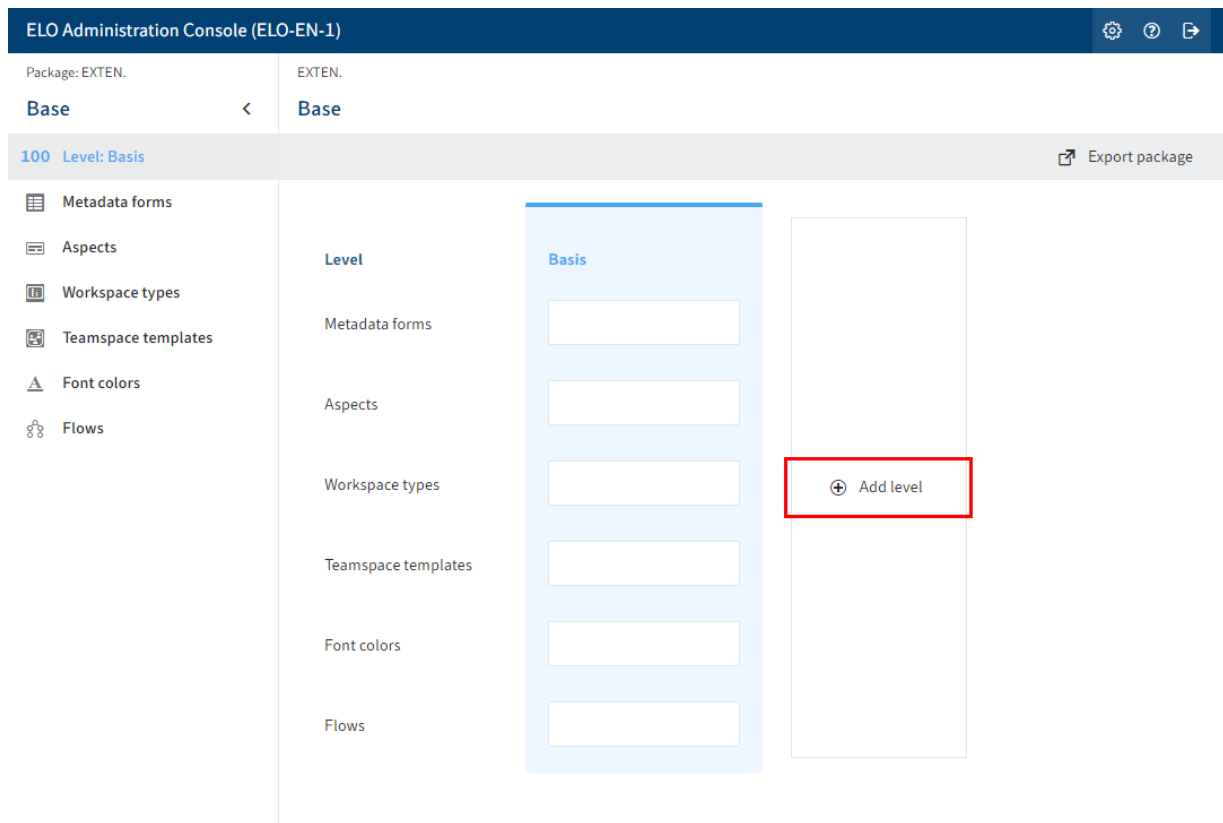 ELO Administration Console (ELO-EN-1)
Package: EXTEN.
Base
EXTEN.
Base
100 Level: Basis
Export package
Metadata forms
Aspects
Workspace types
Teamspace templates
Font colors
Flows
Level
Basis
Metadata forms
Aspects
Workspace types
Add level
Teamspace templates
Font colors
Flows